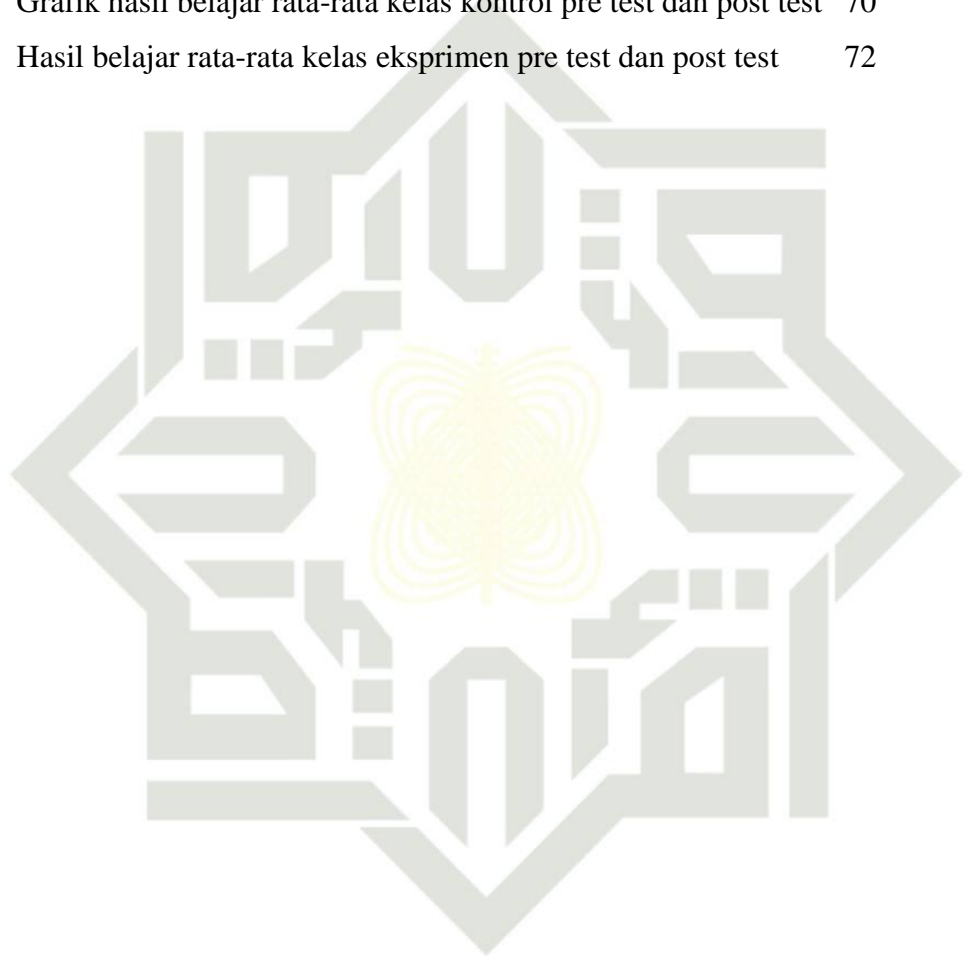 Grafik hasil belajar rata-rata kelas kontrol pre test dan post test 70
Hasil belajar rata-rata kelas eksprimen pre test dan post test 72